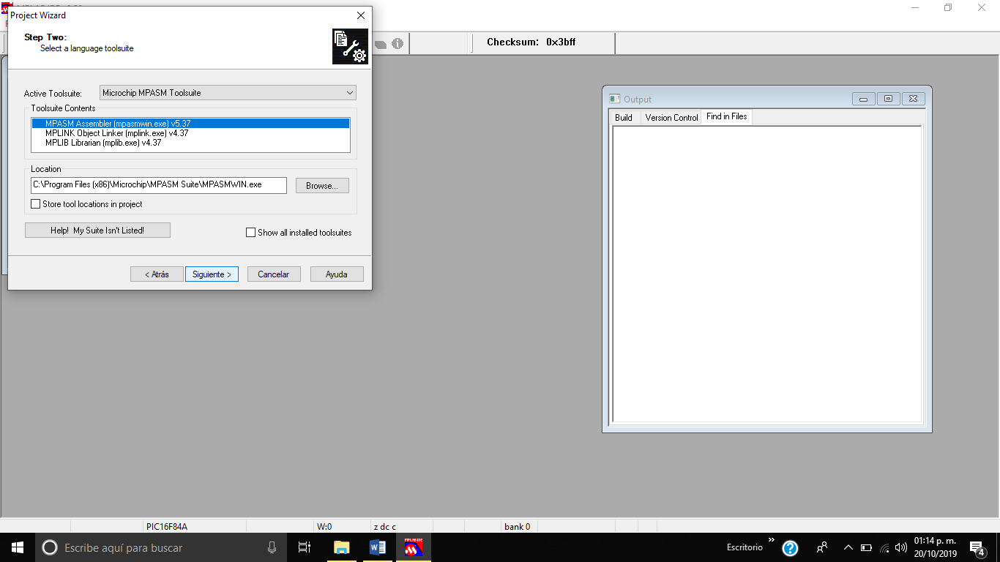 Project Wizard
Step Two:
Select a language toolsuite
Checksum: 0x3bff
Active Toolsuite: Microchip MPASM Toolsuite
Toolsuite Contents
MPASM Assembler (mpasmwin.exe) v5.37
MPLINK Object Linker (mplink.exe) v4.37
MPLIB Librarian (mplib.exe) v4.37
Location
C:\Program Files (x86)\Microchip\MPASM Suite\MPASMWIN.exe
Browse...
Store tool locations in project
Help! My Suite Isn't Listed!
Show all installed toolsuites
< Atrás
Siguiente >
Cancelar
Ayuda
Output
Build
Version Control
Find in Files
PIC16F84A
W:0
z dc c
bank 0
Escribe aquí para buscar
MPLAB IDE
Escritorio
01:14 p. m.
20/10/2019
4